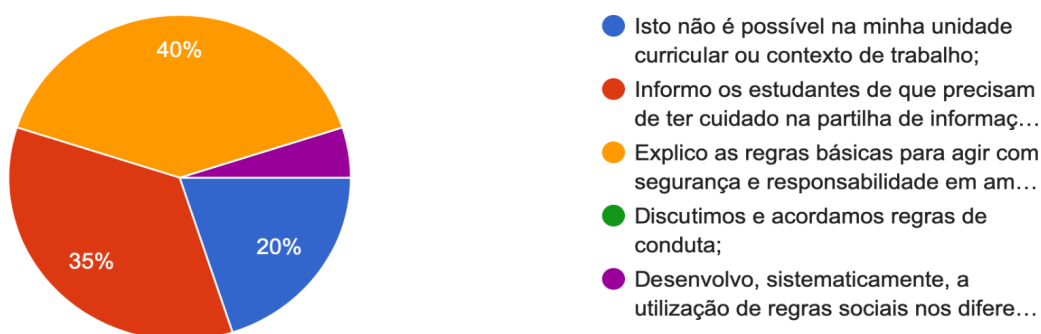 40%
35%
20%
Isto não é possível na minha unidade
curricular ou contexto de trabalho;
Informo os estudantes de que precisam
de ter cuidado na partilha de informaç…
Explico as regras básicas para agir com
segurança e responsabilidade em am…
Discutimos e acordamos regras de
conduta;
Desenvolvo, sistematicamente, a
utilização de regras sociais nos difere…